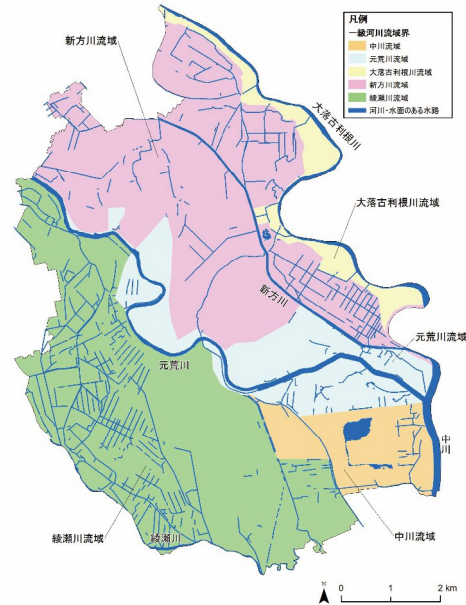 凡例
一級河川流域界
中川流域
元荒川流域
大落古利根川流域
新方川流域
綾瀬川流域
河川・水面のある水路
新方川流域
大落古利根川
大落古利根川流域
新方川
元荒川流域
元荒川
中川
綾瀬川流域
綾瀬川
中川流域
N
0 1 2 km